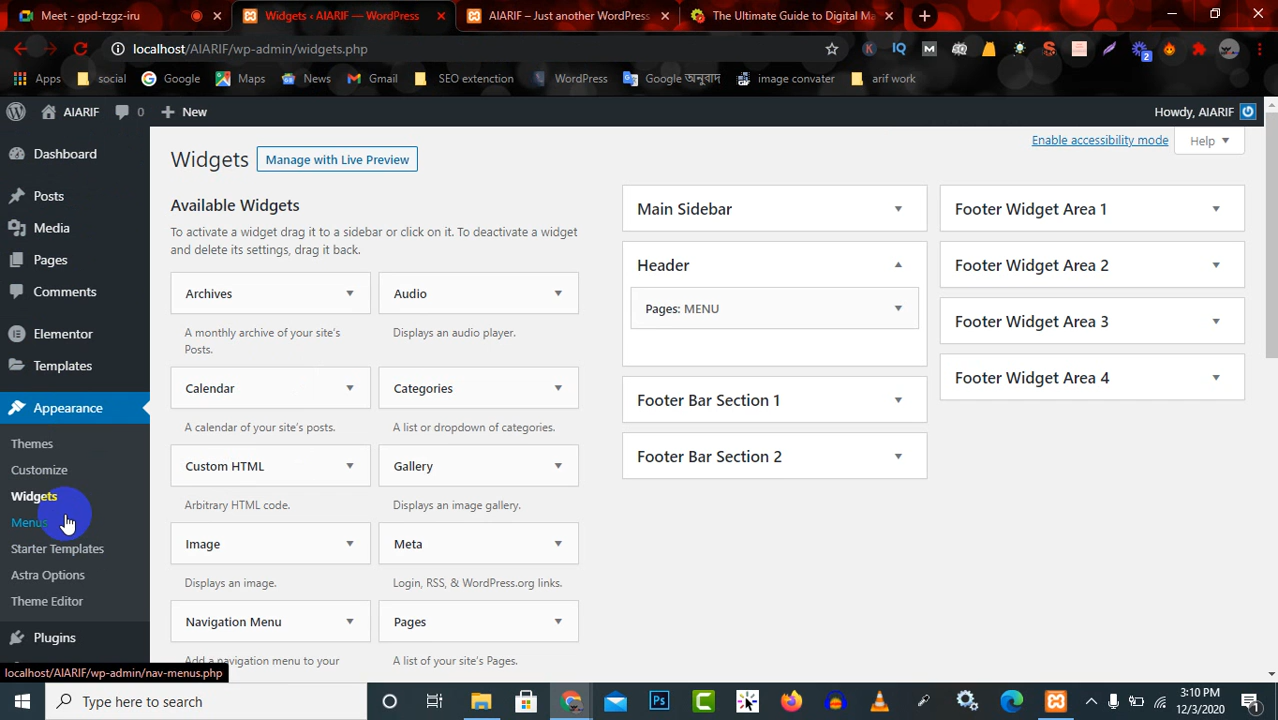 Meet - gpd-tzgz-iru
Widgets ‹ AIARIF — WordPress
AIARIF – Just another WordPress
The Ultimate Guide to Digital Ma
localhost/AIARIF/wp-admin/widgets.php
Apps
social
Google
Maps
News
Gmail
SEO extenction
WordPress
Google অনুবাদ
image convater
arif work
AIARIF
0
New
Howdy, AIARIF
Dashboard
Posts
Media
Pages
Comments
Elementor
Templates
Appearance
Themes
Customize
Widgets
Menus
Starter Templates
Astra Options
Theme Editor
Plugins
Widgets
Manage with Live Preview
Enable accessibility mode
Help
Available Widgets
To activate a widget drag it to a sidebar or click on it. To deactivate a widget
and delete its settings, drag it back.
Archives
A monthly archive of your site's
Posts.
Audio
Displays an audio player.
Calendar
A calendar of your site's posts.
Categories
A list or dropdown of categories.
Custom HTML
Arbitrary HTML code.
Gallery
Displays an image gallery.
Image
Displays an image.
Meta
Login, RSS, & WordPress.org links.
Navigation Menu
Add a navigation menu to your
Pages
A list of your site's Pages.
Main Sidebar
Header
Pages: MENU
Footer Bar Section 1
Footer Bar Section 2
Footer Widget Area 1
Footer Widget Area 2
Footer Widget Area 3
Footer Widget Area 4
localhost/AIARIF/wp-admin/nav-menus.php
Type here to search
3:10 PM
12/3/2020